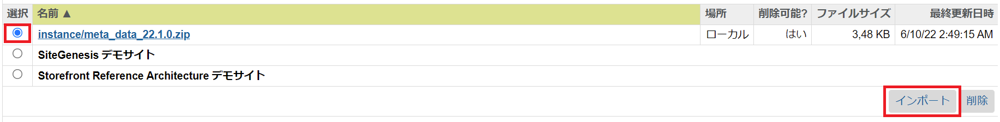 選択 名前 ▲ 場所 削除可能? ファイルサイズ 最終更新日時
instance/meta_data_22.1.0.zip ローカル はい 3,48 KB 6/10/22 2:49:15 AM
SiteGenesis デモサイト
Storefront Reference Architecture デモサイト
インポート 削除